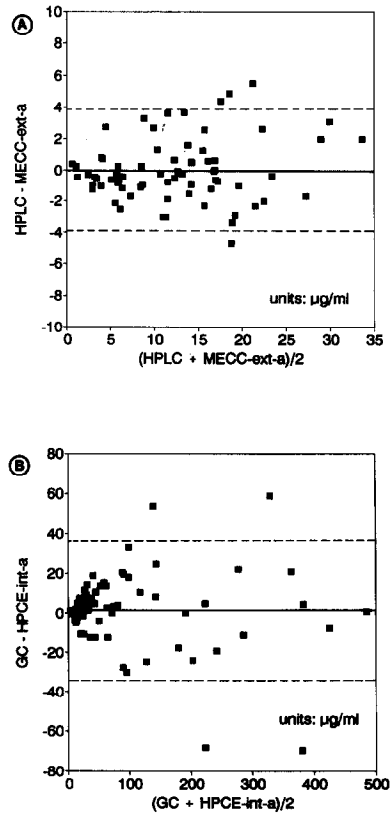 A
10
8
6
4
2
0
-2
-4
-6
-8
-10
HPLC - MECC-ext-a
units: µg/ml
0 5 10 15 20 25 30 35
(HPLC + MECC-ext-a)/2
B
80
60
40
20
0
-20
-40
-60
-80
GC - HPCE-int-a
units: µg/ml
0 100 200 300 400 500
(GC + HPCE-int-a)/2